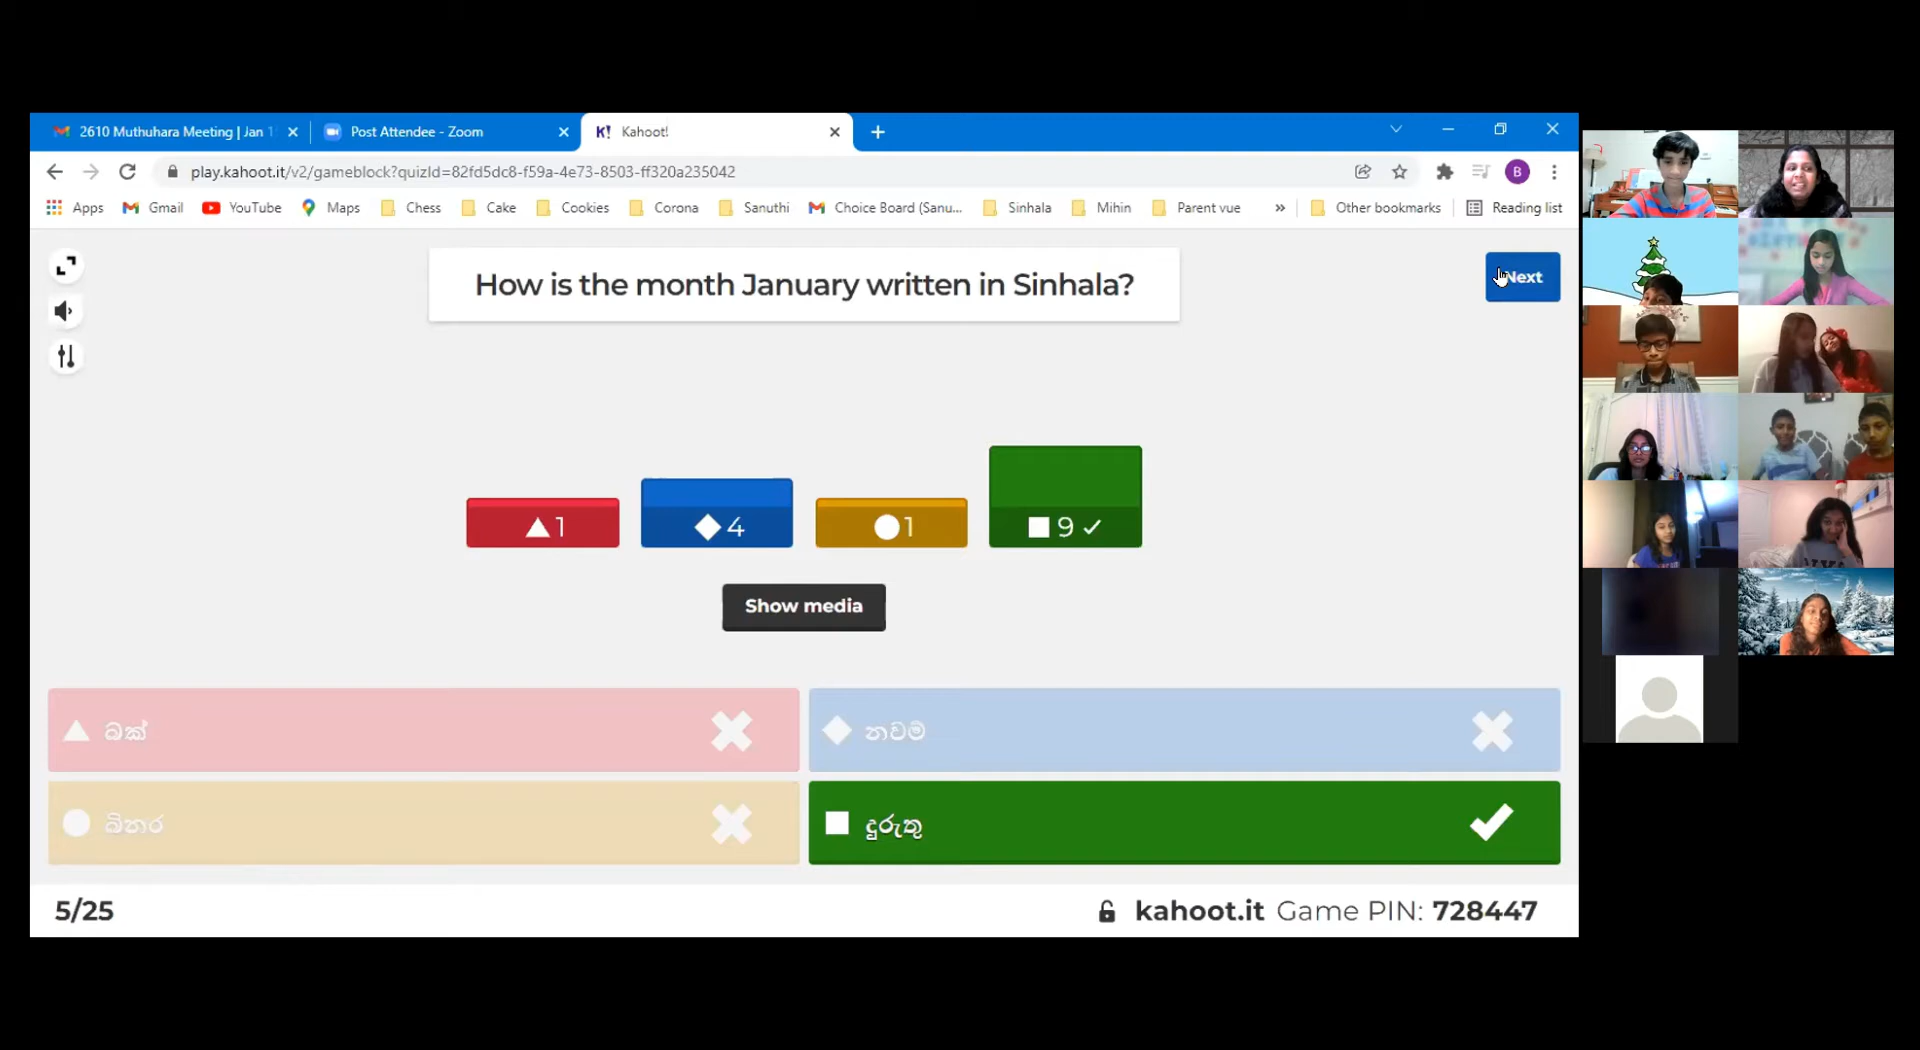 2610 Muthuhara Meeting | Jan 1
Post Attendee - Zoom
K! Kahoot!
play.kahoot.it/v2/gameblock?quizId=82fd5dc8-f59a-4e73-8503-ff320a235042
B
Apps Gmail YouTube Maps Chess Cake Cookies Corona Sanuthi Choice Board (Sanu... Sinhala Mihin Parent vue » Other bookmarks Reading list
How is the month January written in Sinhala?
Next
1
4
1
9
Show media
බක්
නවම්
බිනර
දුරුතු
5/25
kahoot.it Game PIN: 728447